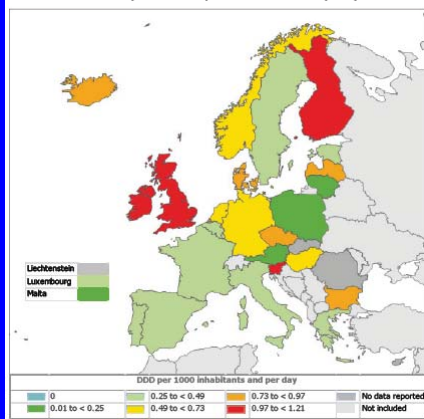 Liechtenstein
Luxembourg
Malta
DDD per 1000 inhabitants and per day
0
0.25 to < 0.49
0.73 to < 0.97
No data reported
0.01 to < 0.25
0.49 to < 0.73
0.97 to < 1.21
Not included